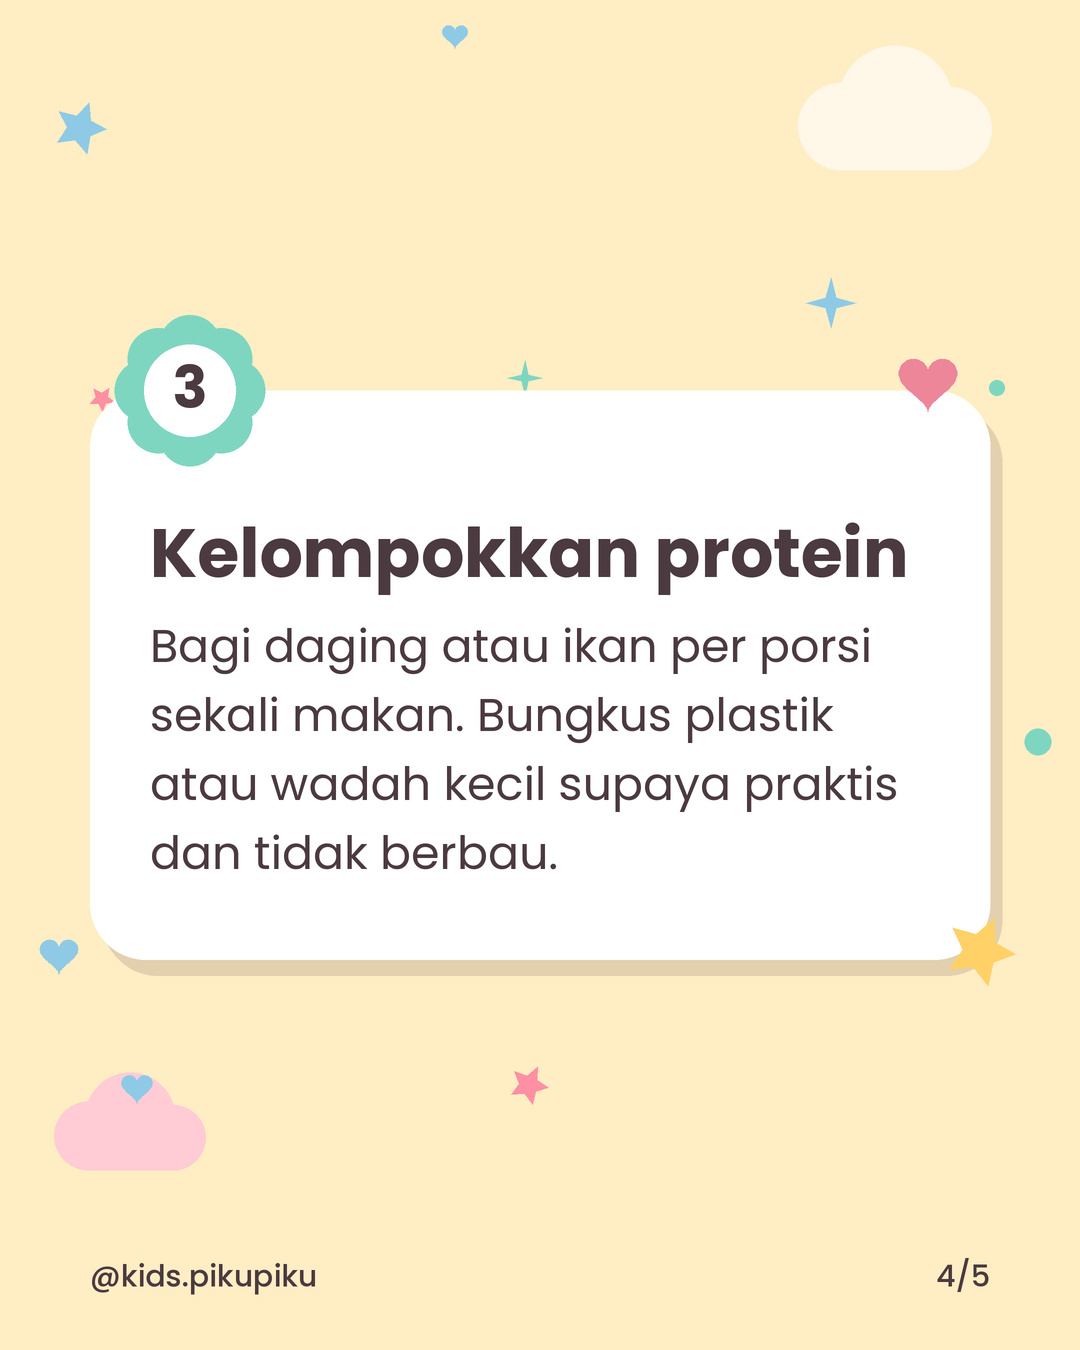 3
Kelompokkan protein
Bagi daging atau ikan per porsi
sekali makan. Bungkus plastik
atau wadah kecil supaya praktis
dan tidak berbau.
@kids.pikupiku
4/5